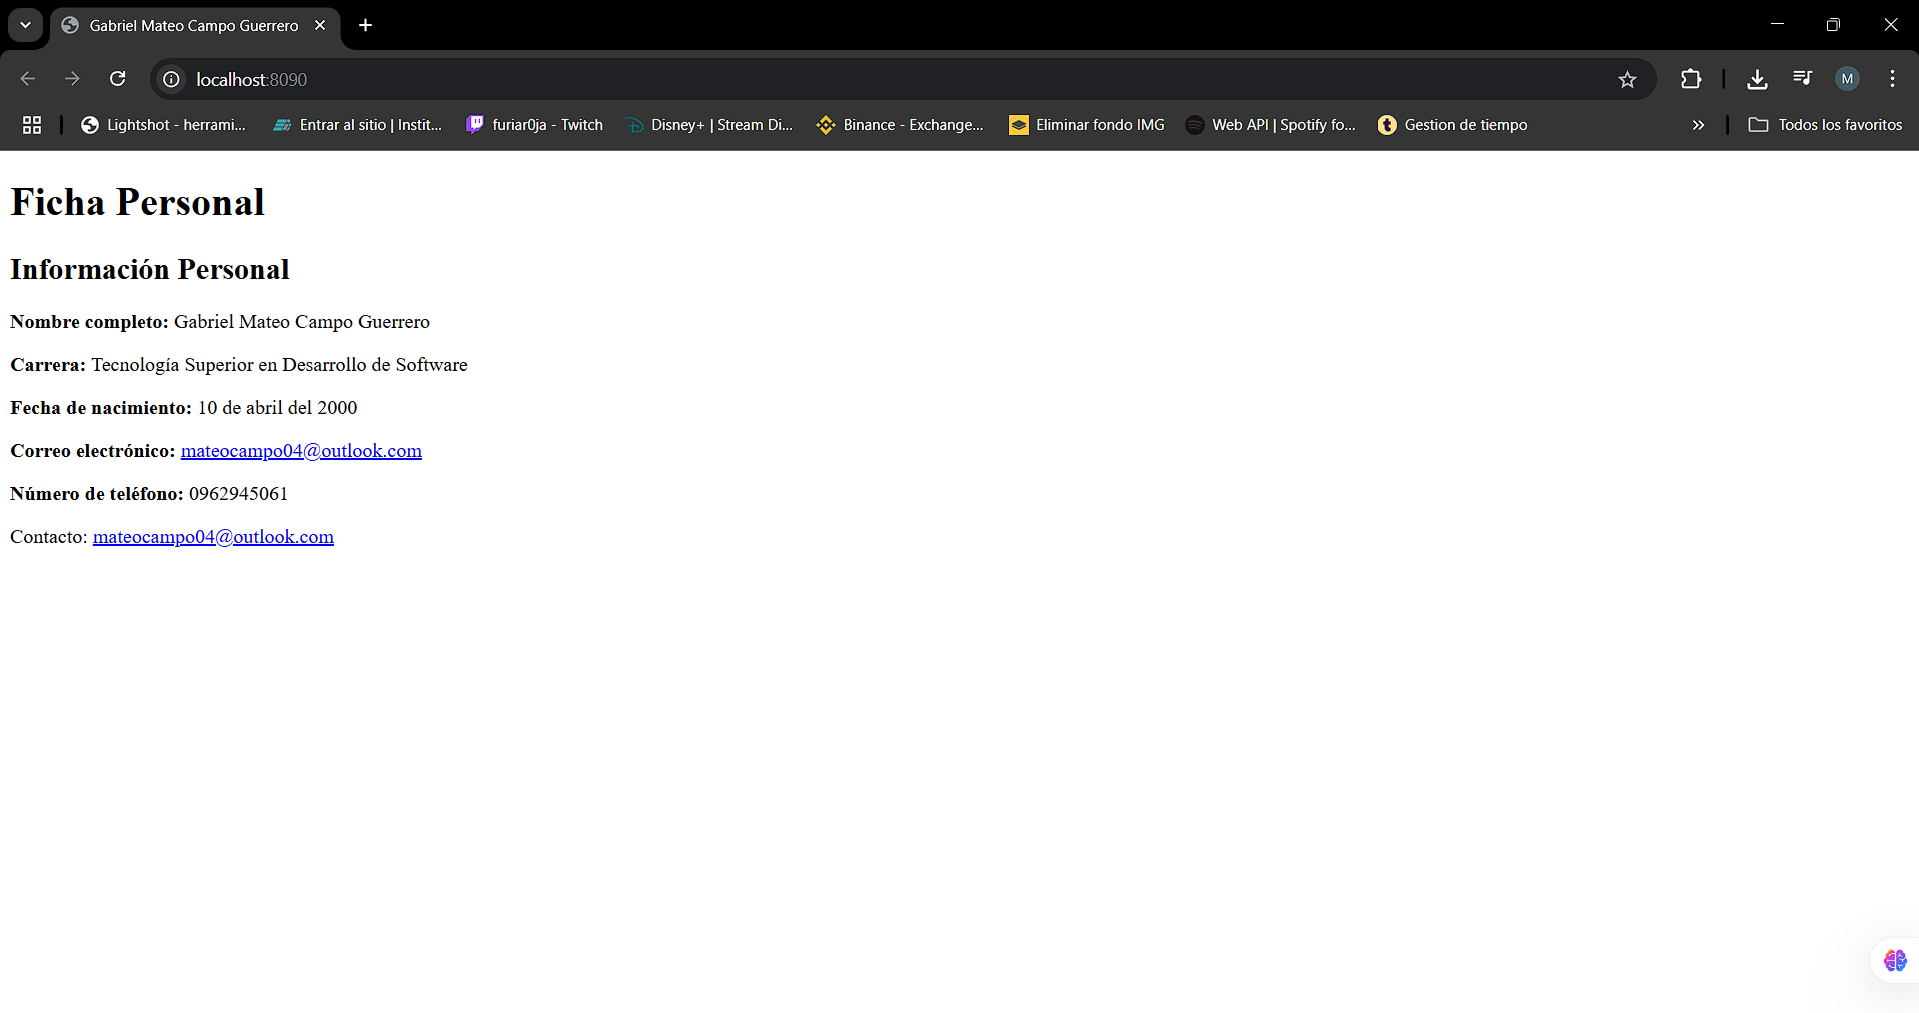 Gabriel Mateo Campo Guerrero
localhost:8090
M
Lightshot - herrami...
Entrar al sitio | Instit...
furiar0ja - Twitch
Disney+ | Stream Di...
Binance - Exchange...
Eliminar fondo IMG
Web API | Spotify fo...
Gestion de tiempo
Todos los favoritos
Ficha Personal
Información Personal
Nombre completo: Gabriel Mateo Campo Guerrero
Carrera: Tecnología Superior en Desarrollo de Software
Fecha de nacimiento: 10 de abril del 2000
Correo electrónico: mateocampo04@outlook.com
Número de teléfono: 0962945061
Contacto: mateocampo04@outlook.com